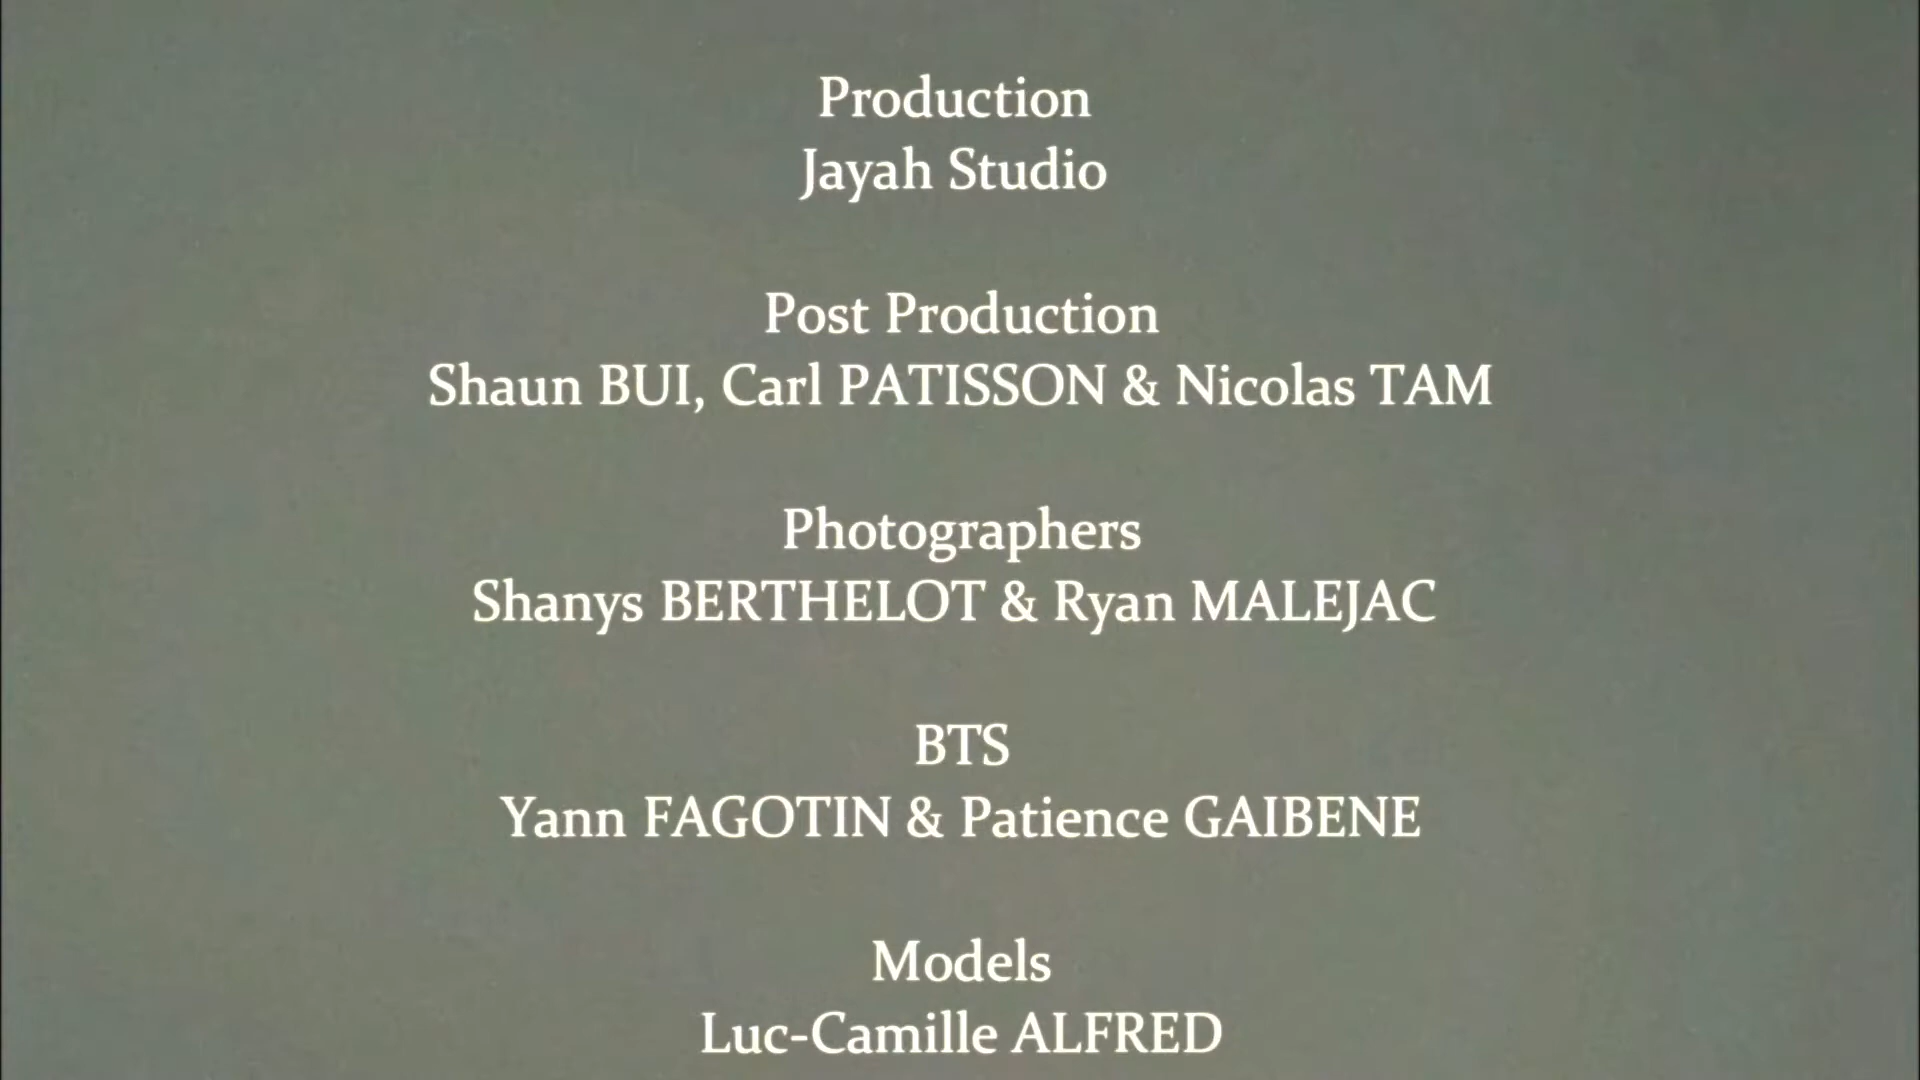 Production
Jayah Studio
Post Production
Shaun BUI, Carl PATISSON & Nicolas TAM
Photographers
Shanys BERTHELOT & Ryan MALEJAC
BTS
Yann FAGOTIN & Patience GAIBENE
Models
Luc-Camille ALFRED